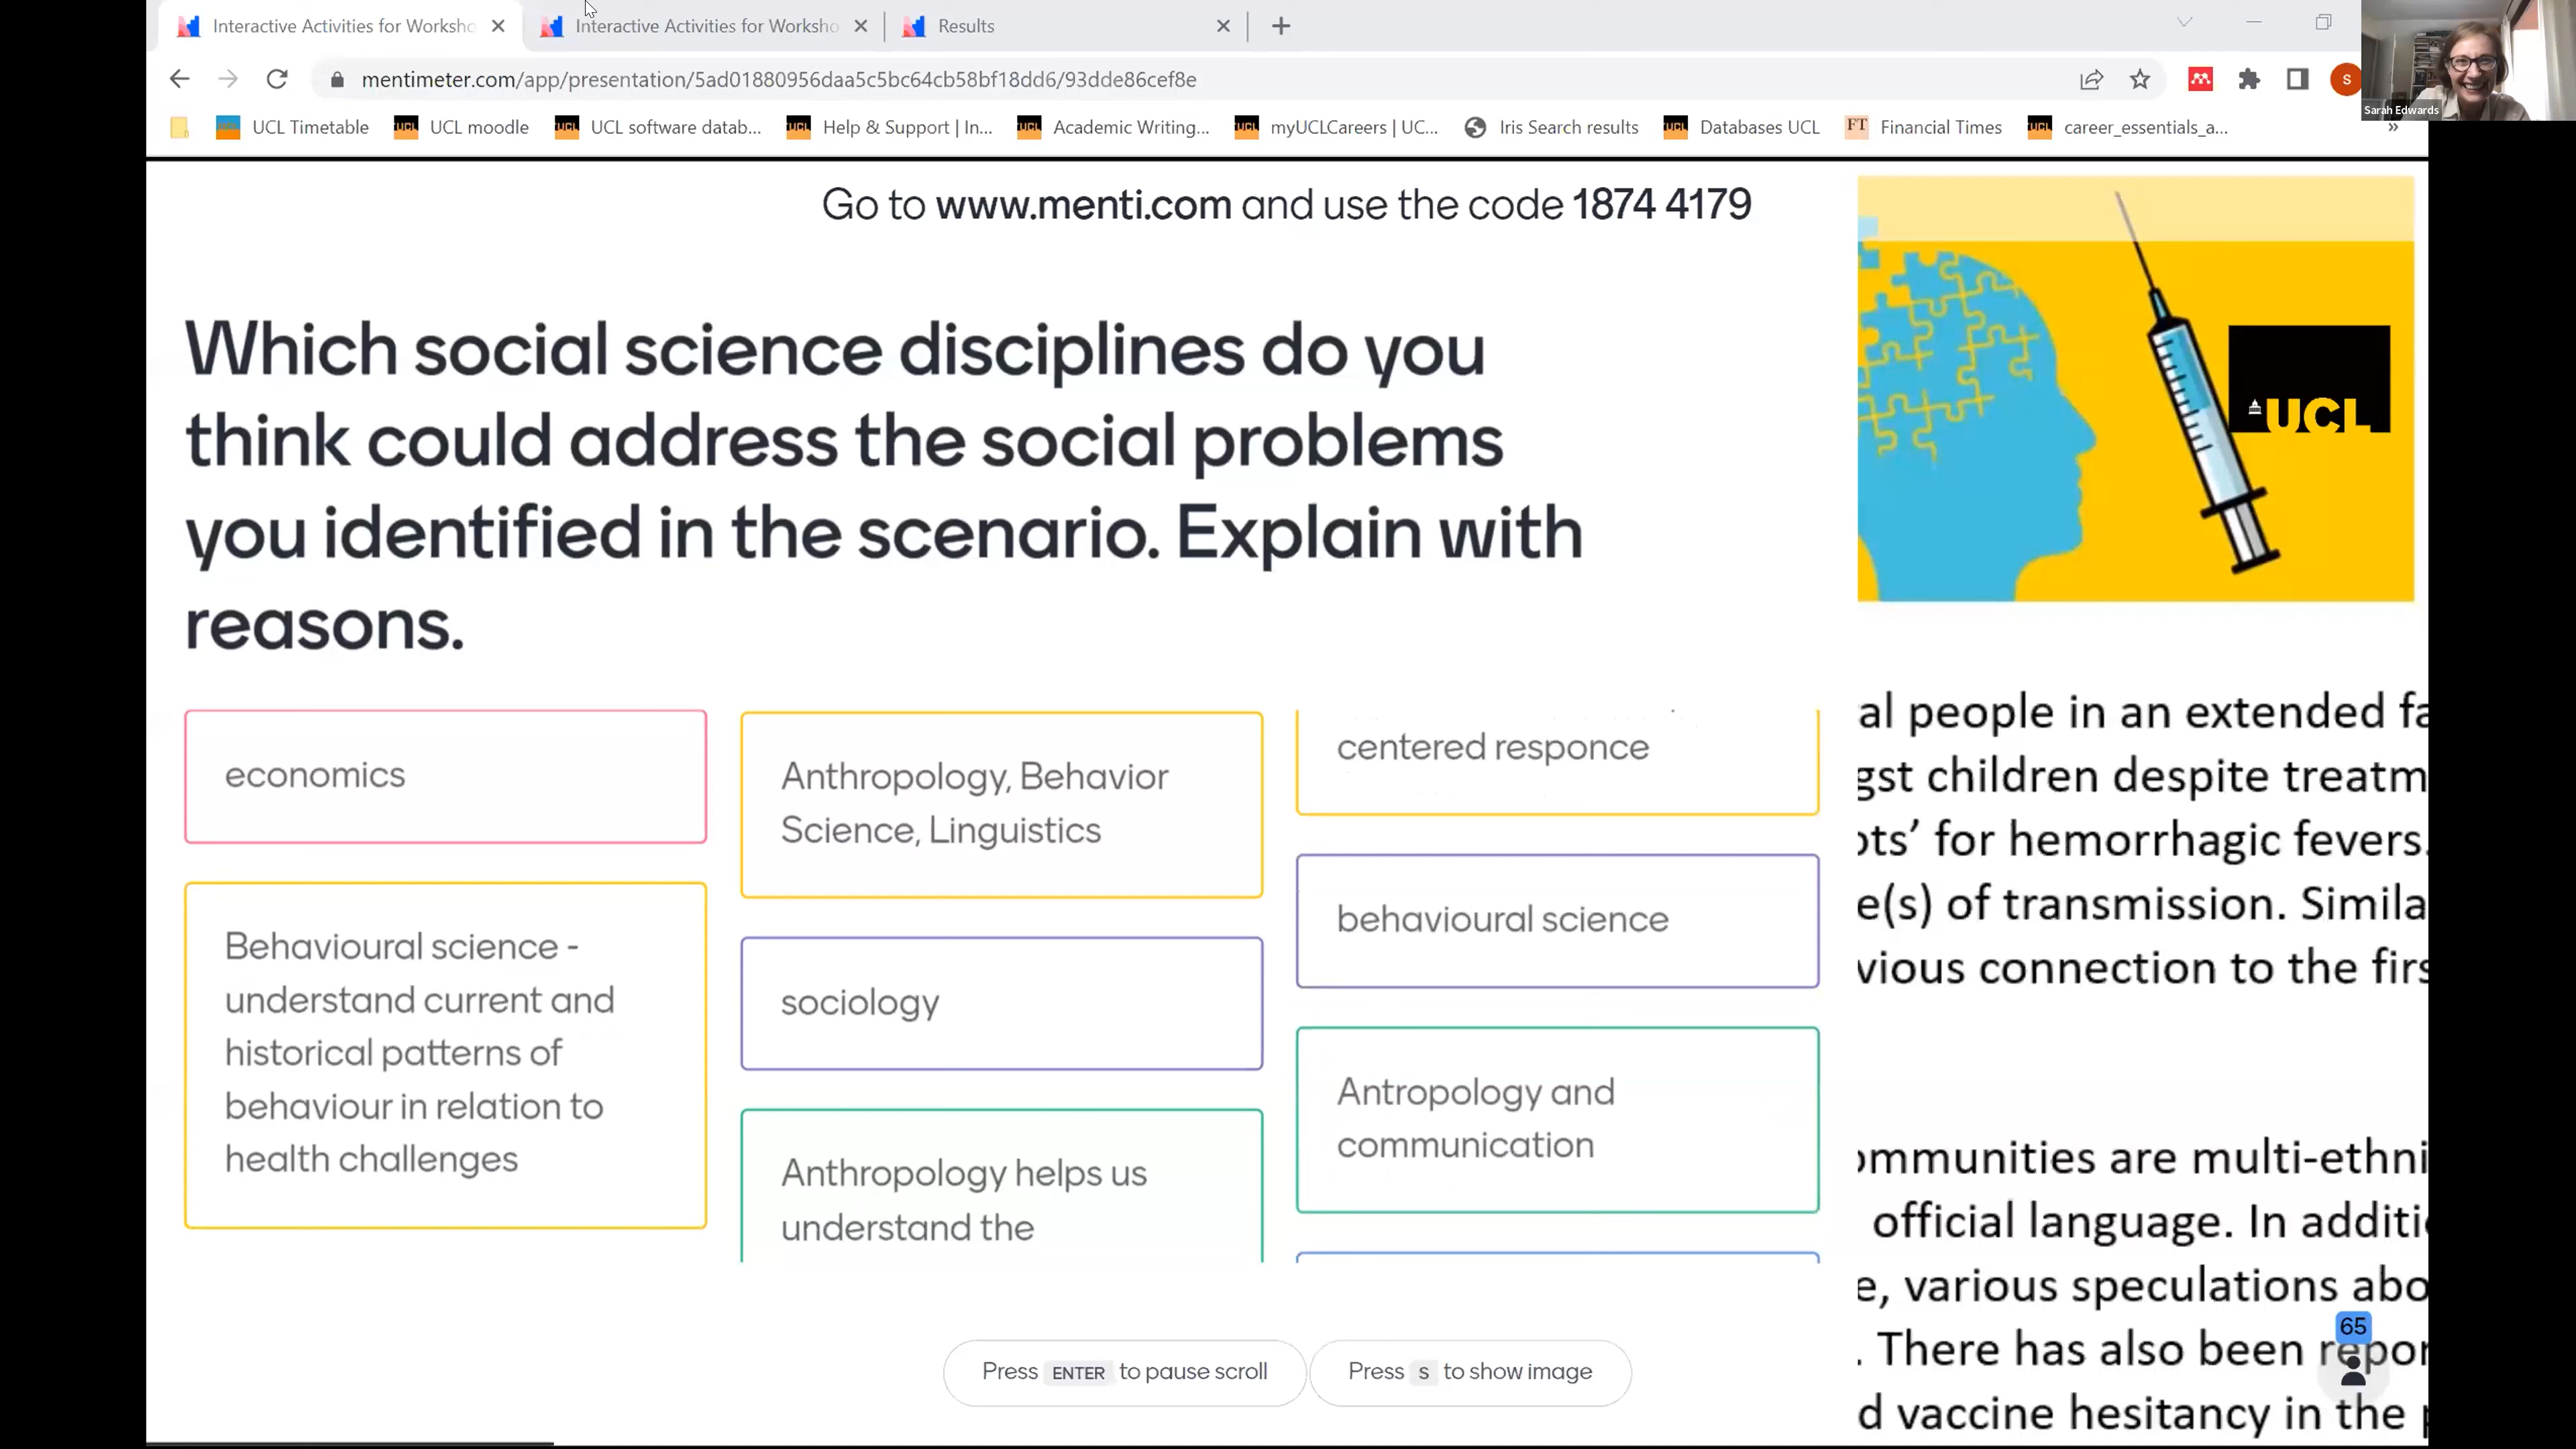 Interactive Activities for Worksho
Interactive Activities for Worksho
Results
mentimeter.com/app/presentation/5ad01880956daa5c5bc64cb58bf18dd6/93dde86cef8e
S
Sarah Edwards
UCL Timetable
UCL moodle
UCL software datab...
Help & Support | In...
Academic Writing...
myUCLCareers | UC...
Iris Search results
Databases UCL
FT Financial Times
career_essentials_a...
»
Go to www.menti.com and use the code 1874 4179
UCL
Which social science disciplines do you
think could address the social problems
you identified in the scenario. Explain with
reasons.
economics
Behavioural science -
understand current and
historical patterns of
behaviour in relation to
health challenges
Anthropology, Behavior
Science, Linguistics
sociology
Anthropology helps us
understand the
centered responce
behavioural science
Antropology and
communication
al people in an extended fa
gst children despite treatm
ots’ for hemorrhagic fevers.
e(s) of transmission. Simila
vious connection to the firs
ommunities are multi-ethni
official language. In additi
e, various speculations abo
. There has also been repor
d vaccine hesitancy in the p
65
Press ENTER to pause scroll
Press S to show image